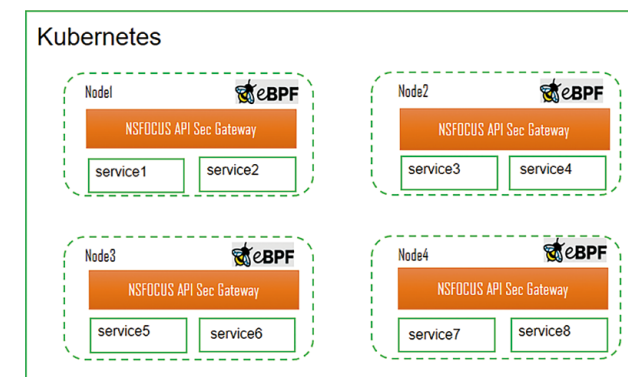 Kubernetes
Node1
eBPF
NSFOCUS API Sec Gateway
service1
service2
Node2
eBPF
NSFOCUS API Sec Gateway
service3
service4
Node3
eBPF
NSFOCUS API Sec Gateway
service5
service6
Node4
eBPF
NSFOCUS API Sec Gateway
service7
service8